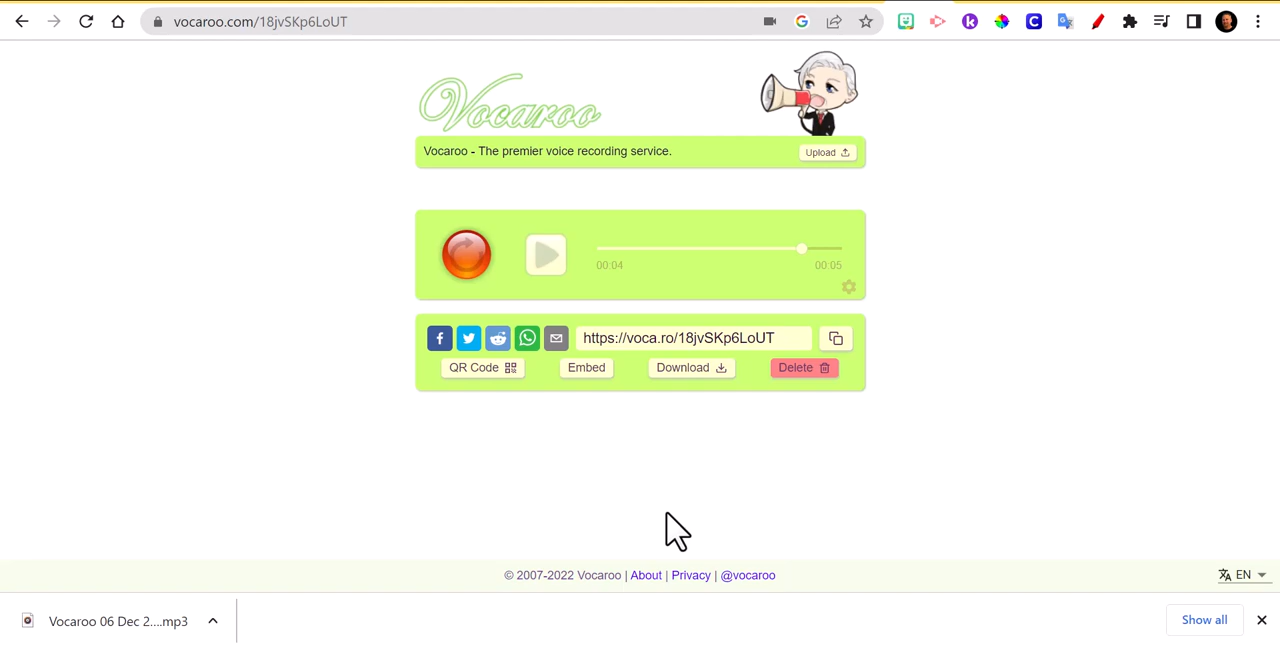 vocaroo.com/18jvSKp6LoUT
Vocaroo
Vocaroo - The premier voice recording service.
Upload
00:04
00:05
https://voca.ro/18jvSKp6LoUT
QR Code
Embed
Download
Delete
© 2007-2022 Vocaroo | About | Privacy | @vocaroo
EN
Vocaroo 06 Dec 2....mp3
Show all